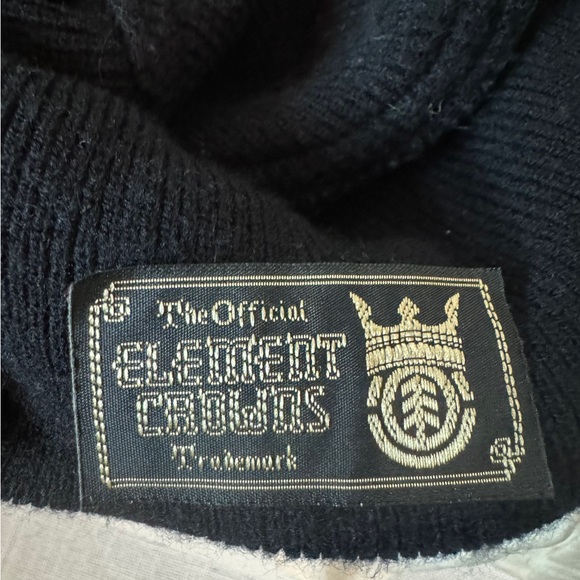 The Official
ELEMENT
CROWNS
Trademark